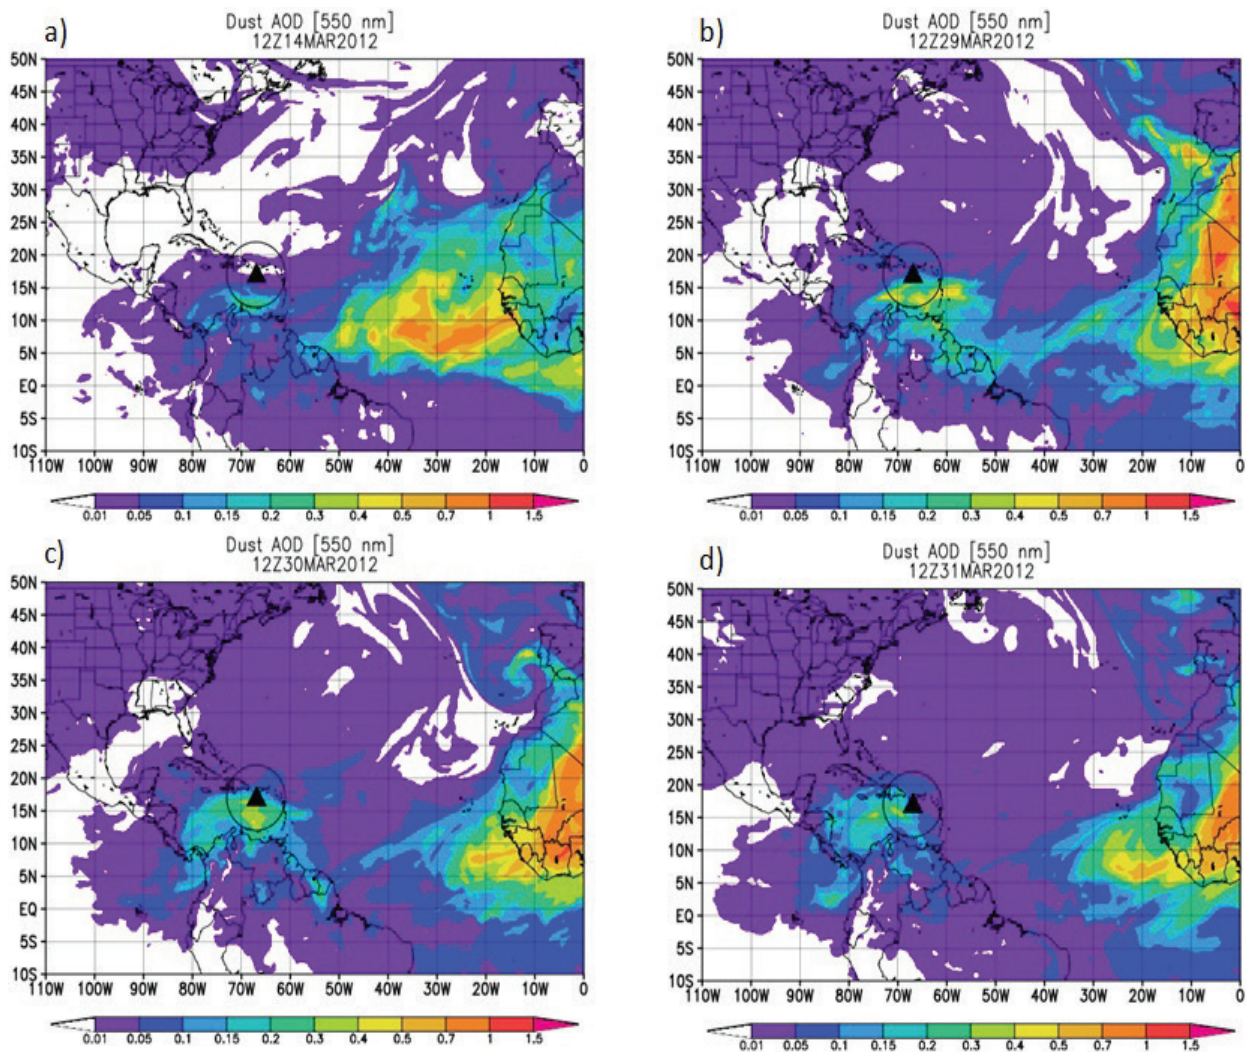 a)
Dust AOD [550 nm]
12Z14MAR2012
50N
45N
40N
35N
30N
25N
20N
15N
10N
5N
EQ
5S
10S
110W 100W 90W 80W 70W 60W 50W 40W 30W 20W 10W 0
0.01 0.05 0.1 0.15 0.2 0.3 0.4 0.5 0.7 1 1.5
b)
Dust AOD [550 nm]
12Z29MAR2012
50N
45N
40N
35N
30N
25N
20N
15N
10N
5N
EQ
5S
10S
110W 100W 90W 80W 70W 60W 50W 40W 30W 20W 10W 0
0.01 0.05 0.1 0.15 0.2 0.3 0.4 0.5 0.7 1 1.5
c)
Dust AOD [550 nm]
12Z30MAR2012
50N
45N
40N
35N
30N
25N
20N
15N
10N
5N
EQ
5S
10S
110W 100W 90W 80W 70W 60W 50W 40W 30W 20W 10W 0
0.01 0.05 0.1 0.15 0.2 0.3 0.4 0.5 0.7 1 1.5
d)
Dust AOD [550 nm]
12Z31MAR2012
50N
45N
40N
35N
30N
25N
20N
15N
10N
5N
EQ
5S
10S
110W 100W 90W 80W 70W 60W 50W 40W 30W 20W 10W 0
0.01 0.05 0.1 0.15 0.2 0.3 0.4 0.5 0.7 1 1.5